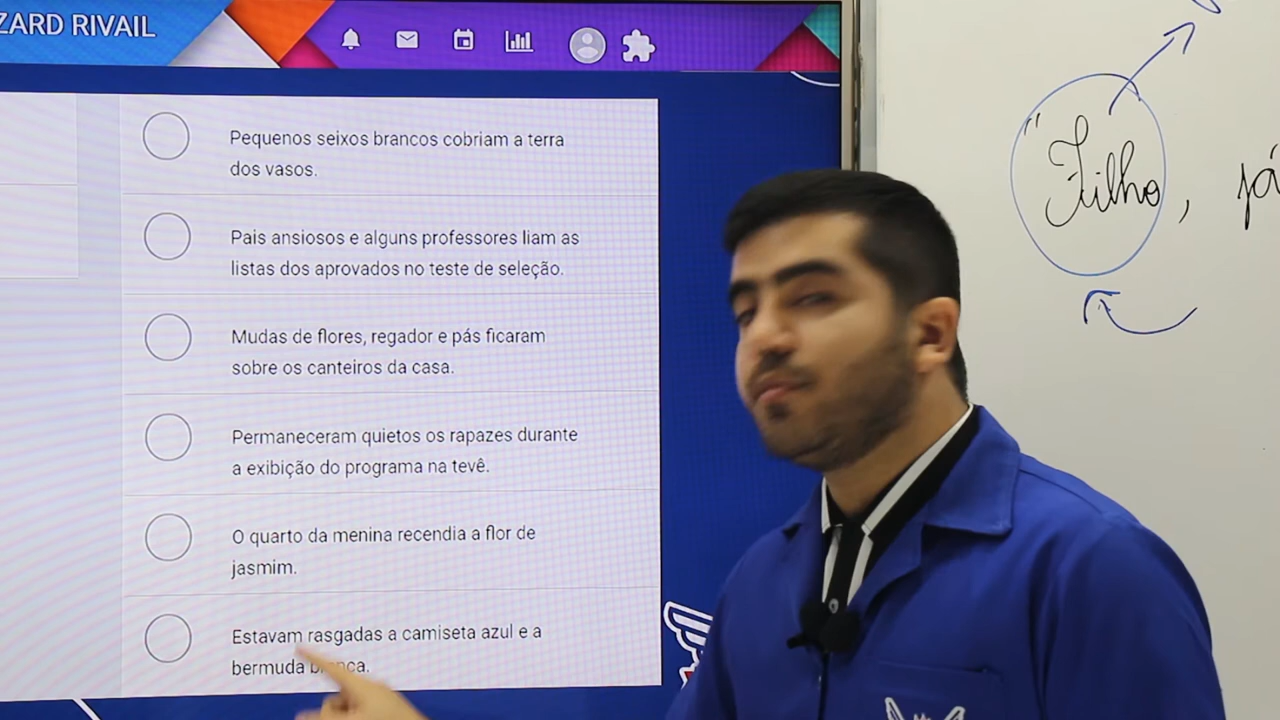 ZARD RIVAIL
Pequenos seixos brancos cobriam a terra
dos vasos.
Pais ansiosos e alguns professores liam as
listas dos aprovados no teste de seleção.
Mudas de flores, regador e pás ficaram
sobre os canteiros da casa.
Permaneceram quietos os rapazes durante
a exibição do programa na tevê.
O quarto da menina recendia a flor de
jasmim.
Estavam rasgadas a camiseta azul e a
bermuda branca.
"Filho, já